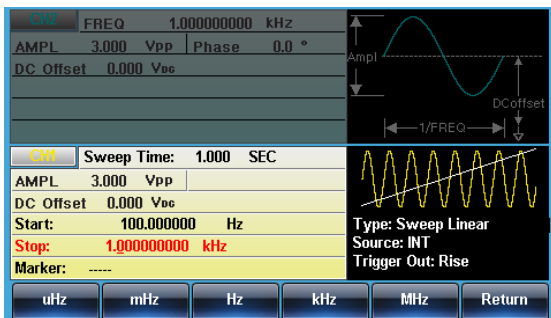 CH2 FREQ 1.000000000 kHz
AMPL 3.000 Vpp Phase 0.0 °
DC Offset 0.000 VDC
Ampl
DCoffset
1/FREQ
CH1 Sweep Time: 1.000 SEC
AMPL 3.000 Vpp
DC Offset 0.000 VDC
Start: 100.000000 Hz
Stop: 1.000000000 kHz
Marker: -----
Type: Sweep Linear
Source: INT
Trigger Out: Rise
uHz mHz Hz kHz MHz Return